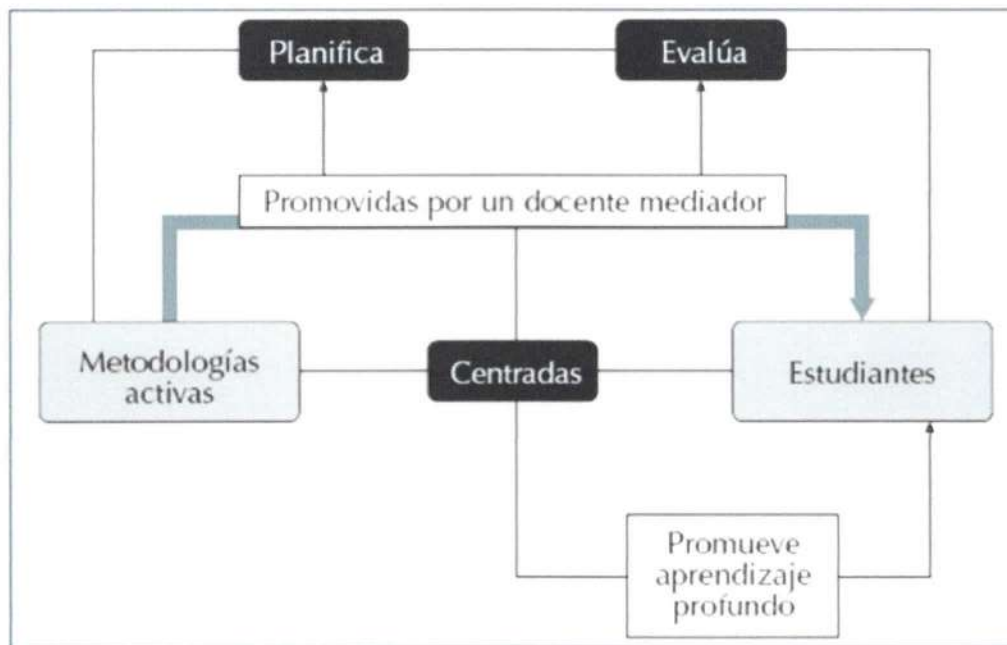 Planifica
Evalúa
Promovidas por un docente mediador
Metodologías
activas
Centradas
Estudiantes
Promueve
aprendizaje
profundo